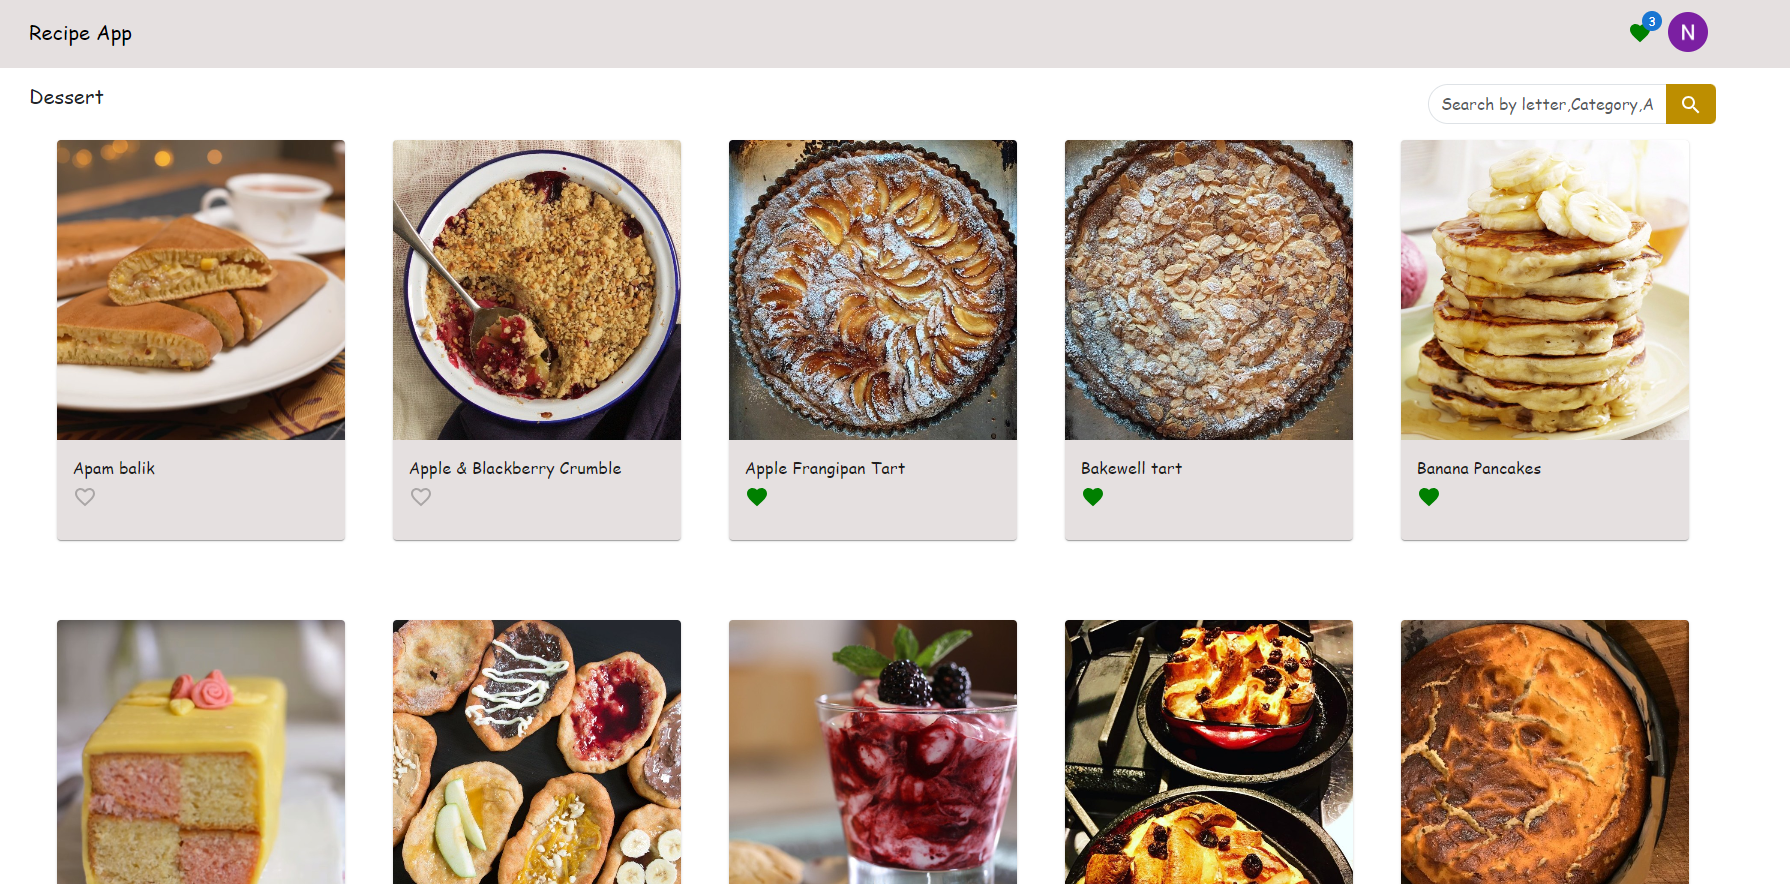 Recipe App
3
N
Dessert
Search by letter,Category,A
Apam balik
Apple & Blackberry Crumble
Apple Frangipan Tart
Bakewell tart
Banana Pancakes